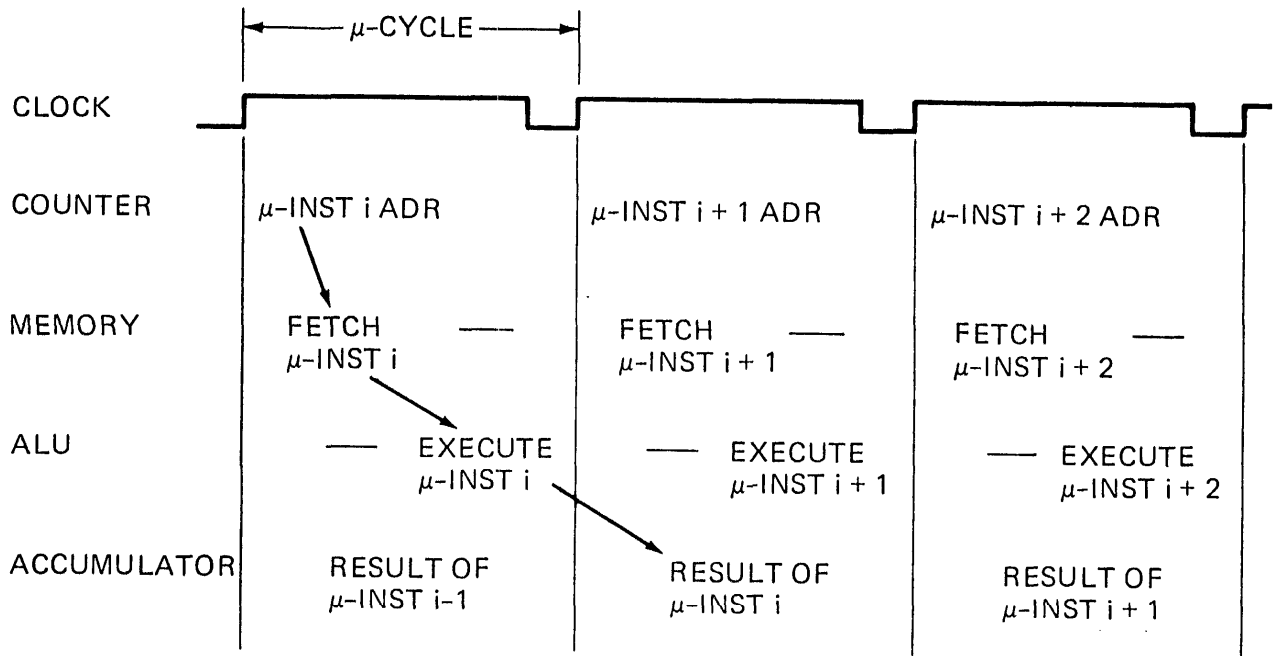 μ-CYCLE
CLOCK
COUNTER μ-INST i ADR μ-INST i + 1 ADR μ-INST i + 2 ADR
MEMORY FETCH — FETCH — FETCH —
μ-INST i μ-INST i + 1 μ-INST i + 2
ALU — EXECUTE — EXECUTE — EXECUTE
μ-INST i μ-INST i + 1 μ-INST i + 2
ACCUMULATOR RESULT OF RESULT OF RESULT OF
μ-INST i-1 μ-INST i μ-INST i + 1